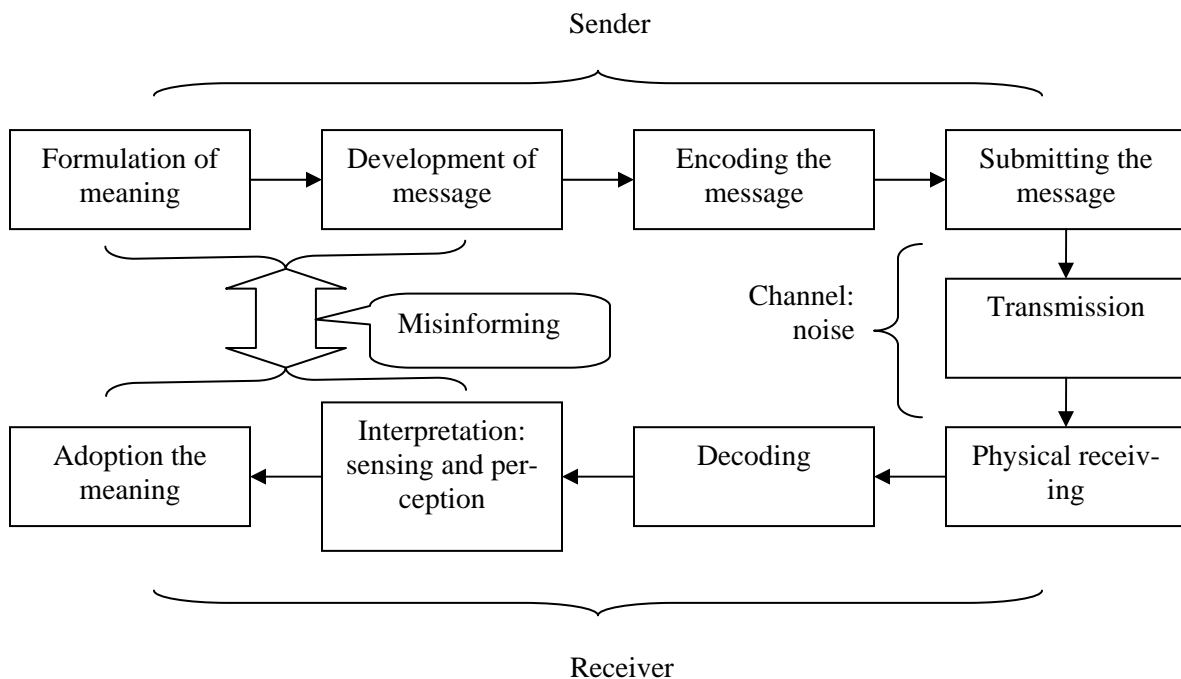 Sender
Formulation of
meaning
Development of
message
Encoding the
message
Submitting the
message
Misinforming
Channel:
noise
Transmission
Adoption the
meaning
Interpretation:
sensing and per-
ception
Decoding
Physical receiv-
ing
Receiver